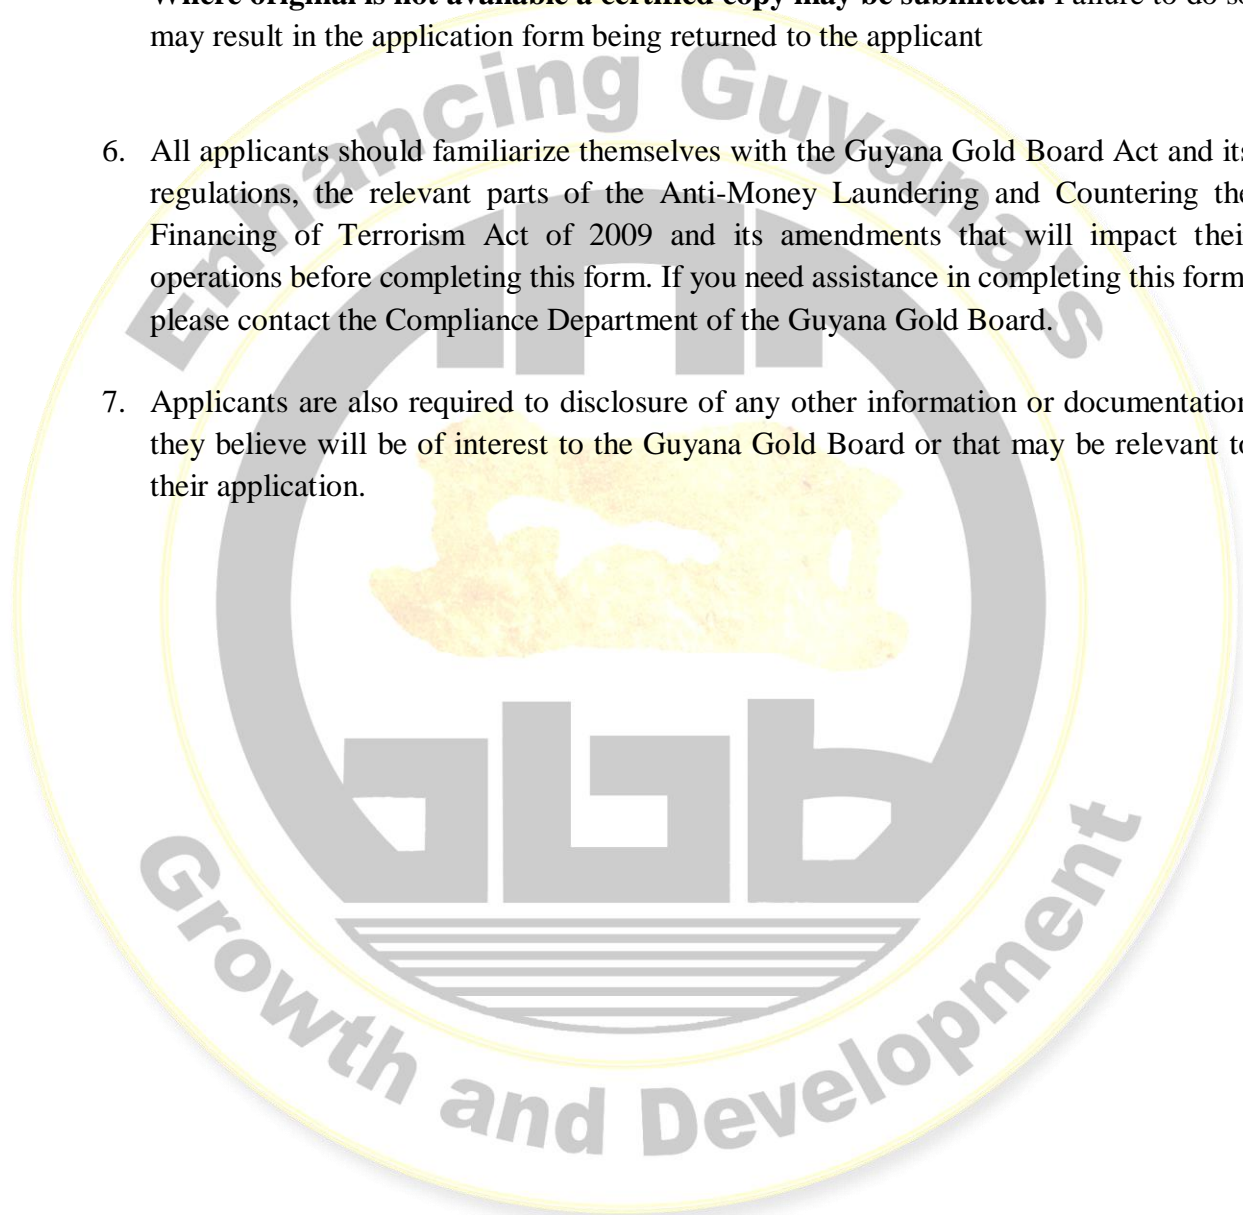 Where original is not available a certified copy may be submitted. Failure to do so
may result in the application form being returned to the applicant
6. All applicants should familiarize themselves with the Guyana Gold Board Act and its
regulations, the relevant parts of the Anti-Money Laundering and Countering the
Financing of Terrorism Act of 2009 and its amendments that will impact their
operations before completing this form. If you need assistance in completing this form
please contact the Compliance Department of the Guyana Gold Board.
7. Applicants are also required to disclosure of any other information or documentation
they believe will be of interest to the Guyana Gold Board or that may be relevant to
their application.
Enhancing Guyana's
ggb
Growth and Development